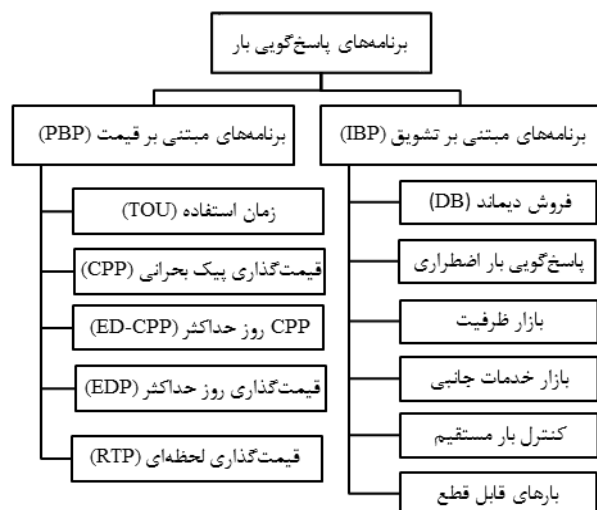 برنامه‌های پاسخ‌گویی بار
برنامه‌های مبتنی بر تشویق (IBP)
فروش دیماند (DB)
پاسخ‌گویی بار اضطراری
بازار ظرفیت
بازار خدمات جانبی
کنترل بار مستقیم
بارهای قابل قطع
برنامه‌های مبتنی بر قیمت (PBP)
زمان استفاده (TOU)
قیمت‌گذاری پیک بحرانی (CPP)
CPP روز حداکثر (ED-CPP)
قیمت‌گذاری روز حداکثر (EDP)
قیمت‌گذاری لحظه‌ای (RTP)